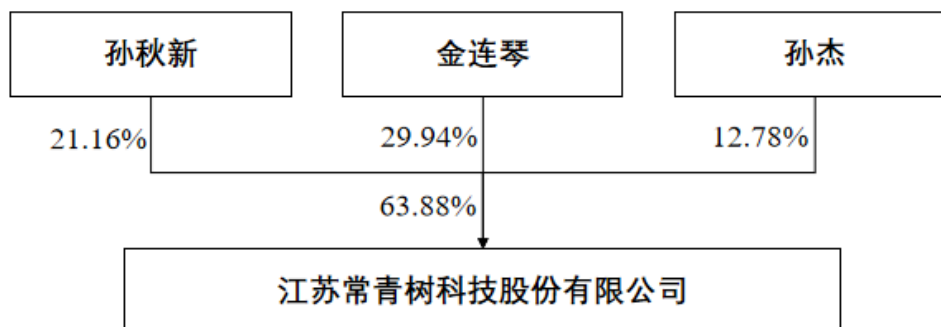 孙秋新
金连琴
孙杰
21.16%
29.94%
12.78%
63.88%
江苏常青树科技股份有限公司